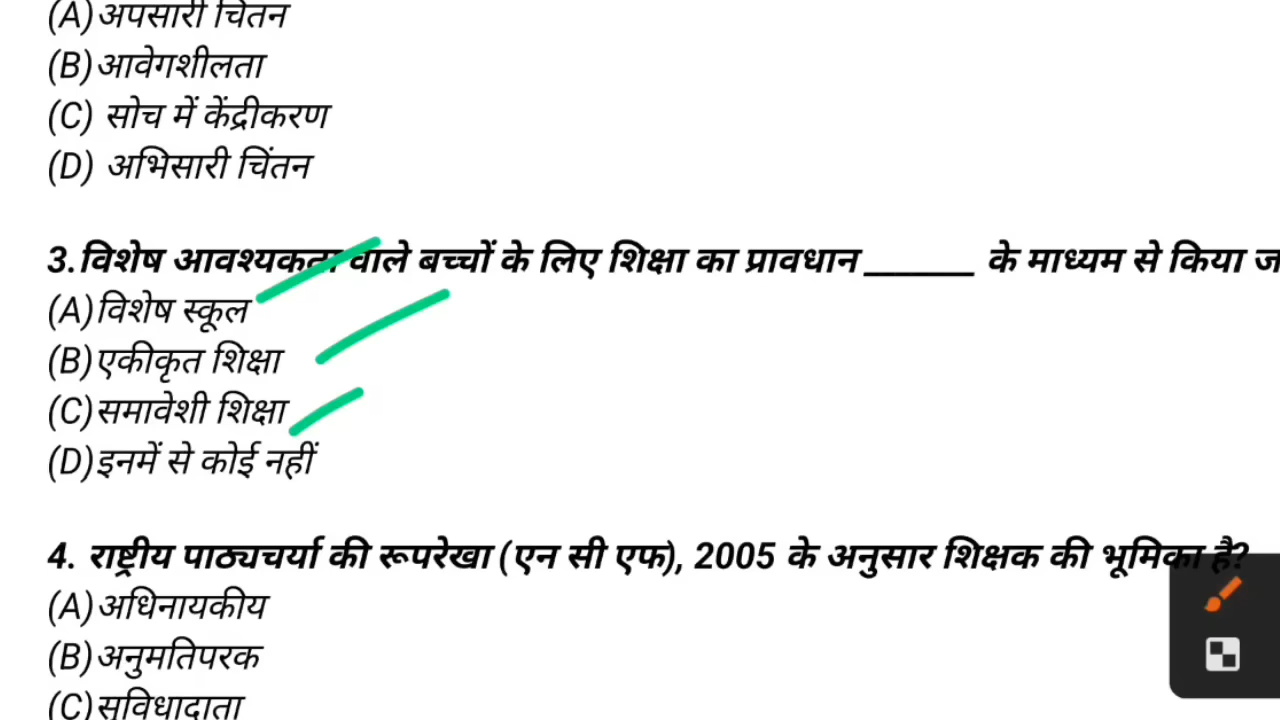 (A)अपसारी चिंतन
(B)आवेगशीलता
(C) सोच में केंद्रीकरण
(D) अभिसारी चिंतन
3.विशेष आवश्यकता वाले बच्चों के लिए शिक्षा का प्रावधान______ के माध्यम से किया ज
(A)विशेष स्कूल
(B)एकीकृत शिक्षा
(C)समावेशी शिक्षा
(D)इनमें से कोई नहीं
4. राष्ट्रीय पाठ्यचर्या की रूपरेखा (एन सी एफ), 2005 के अनुसार शिक्षक की भूमिका है?
(A)अधिनायकीय
(B)अनुमतिपरक
(C)सुविधादाता